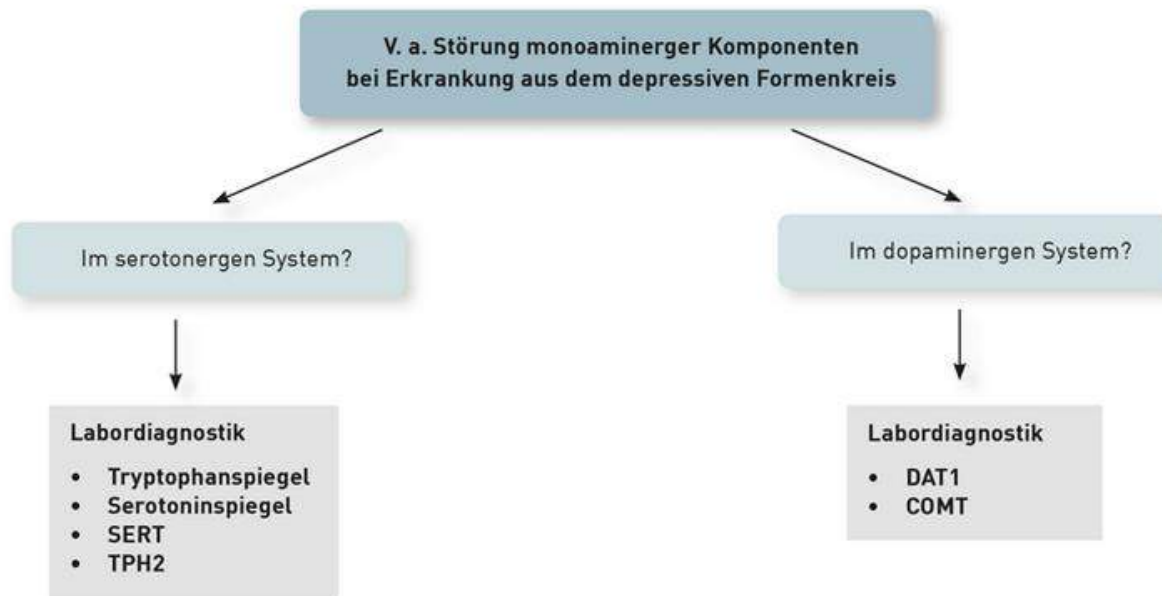 V. a. Störung monoaminerger Komponenten
bei Erkrankung aus dem depressiven Formenkreis
Im serotonergen System?
Im dopaminergen System?
Labordiagnostik
• Tryptophanspiegel
• Serotoninspiegel
• SERT
• TPH2
Labordiagnostik
• DAT1
• COMT